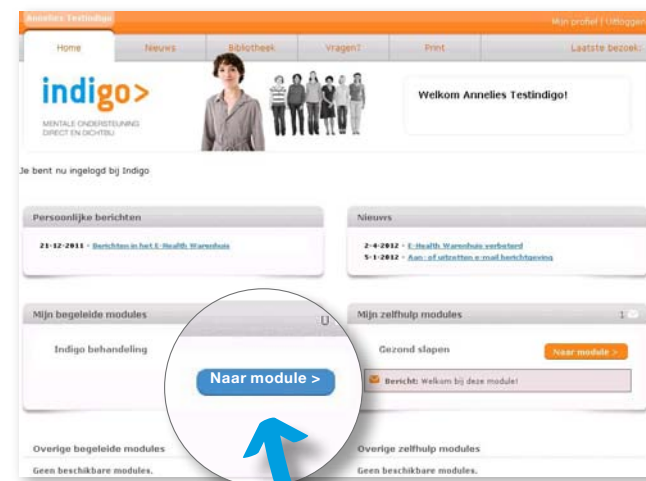 Annelies Testindigo
Mijn profiel | Uitloggen
Home Nieuws Bibliotheek Vragen? Print Laatste bezoek:
indigo>
MENTALE ONDERSTEUNING
DIRECT EN DICHTBIJ
Welkom Annelies Testindigo!
Je bent nu ingelogd bij Indigo
Persoonlijke berichten
21-12-2011 - Berichten in het E-Health Warenhuis
Nieuws
2-4-2012 - E-Health Warenhuis verbeterd
5-1-2012 - Aan- of uitzetten e-mail berichtgeving
Mijn begeleide modules
U
Indigo behandeling
Naar module >
Mijn zelfhulp modules 1
Gezond slapen
Naar module >
Bericht: Welkom bij deze module!
Overige begeleide modules
Geen beschikbare modules.
Overige zelfhulp modules
Geen beschikbare modules.